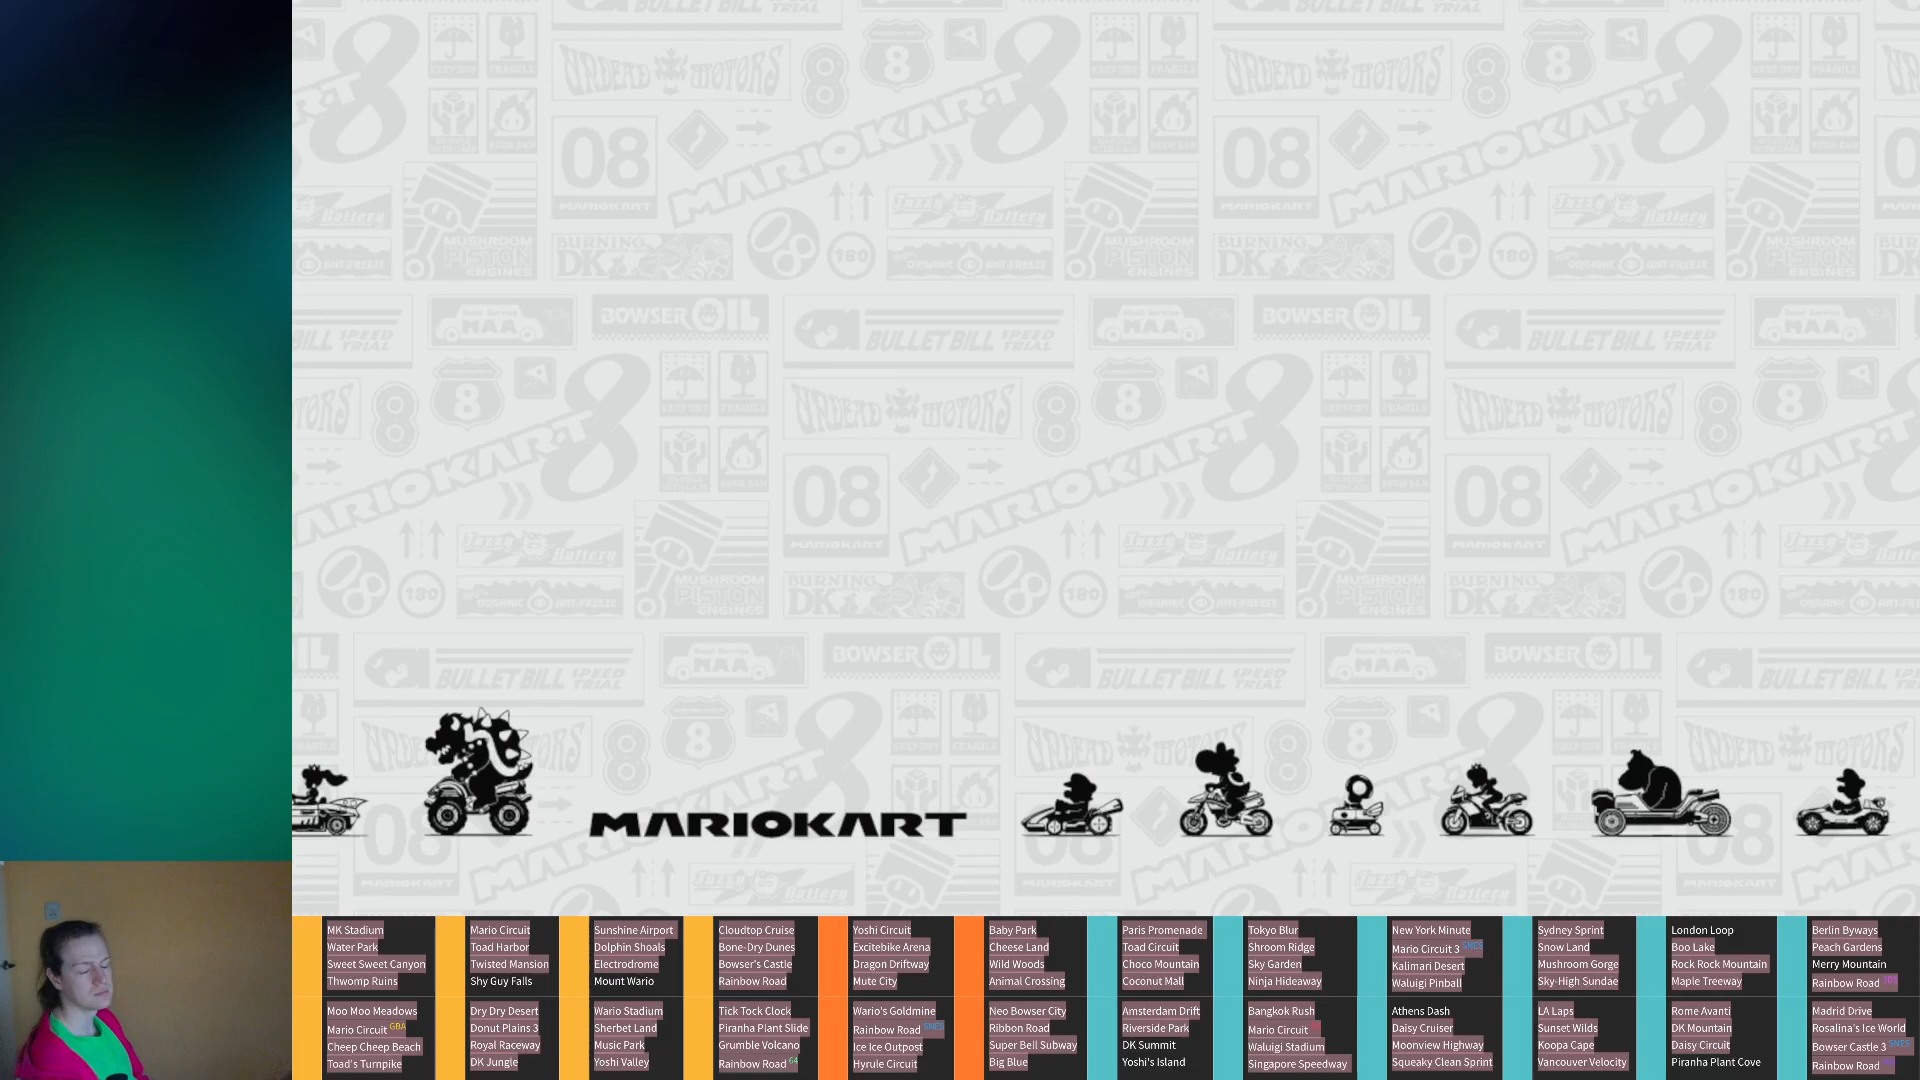 MARIOKART
MK Stadium
Water Park
Sweet Sweet Canyon
Thwomp Ruins
Mario Circuit
Toad Harbor
Twisted Mansion
Shy Guy Falls
Sunshine Airport
Dolphin Shoals
Electrodrome
Mount Wario
Cloudtop Cruise
Bone-Dry Dunes
Bowser's Castle
Rainbow Road
Yoshi Circuit
Excitebike Arena
Dragon Driftway
Mute City
Baby Park
Cheese Land
Wild Woods
Animal Crossing
Paris Promenade
Toad Circuit
Choco Mountain
Coconut Mall
Tokyo Blur
Shroom Ridge
Sky Garden
Ninja Hideaway
New York Minute
Mario Circuit 3 SNES
Kalimari Desert
Waluigi Pinball
Sydney Sprint
Snow Land
Mushroom Gorge
Sky-High Sundae
London Loop
Boo Lake
Rock Rock Mountain
Maple Treeway
Berlin Byways
Peach Gardens
Merry Mountain
Rainbow Road 3DS
Moo Moo Meadows
Mario Circuit GBA
Cheep Cheep Beach
Toad's Turnpike
Dry Dry Desert
Donut Plains 3
Royal Raceway
DK Jungle
Wario Stadium
Sherbet Land
Music Park
Yoshi Valley
Tick Tock Clock
Piranha Plant Slide
Grumble Volcano
Rainbow Road 64
Wario's Goldmine
Rainbow Road SNES
Ice Ice Outpost
Hyrule Circuit
Neo Bowser City
Ribbon Road
Super Bell Subway
Big Blue
Amsterdam Drift
Riverside Park
DK Summit
Yoshi's Island
Bangkok Rush
Mario Circuit
Waluigi Stadium
Singapore Speedway
Athens Dash
Daisy Cruiser
Moonview Highway
Squeaky Clean Sprint
LA Laps
Sunset Wilds
Koopa Cape
Vancouver Velocity
Rome Avanti
DK Mountain
Daisy Circuit
Piranha Plant Cove
Madrid Drive
Rosalina's Ice World
Bowser Castle 3 SNES
Rainbow Road